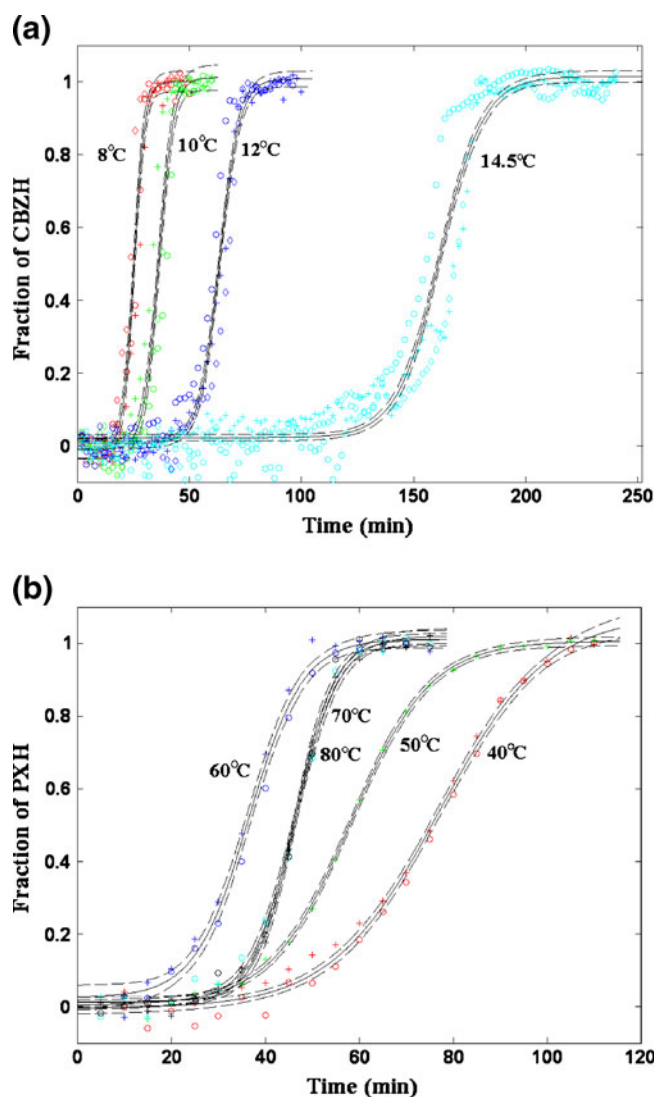 (a)
Fraction of CBZH
1
0.8
0.6
0.4
0.2
0
8°C
10°C
12°C
14.5°C
0 50 100 150 200 250
Time (min)
(b)
Fraction of PXH
1
0.8
0.6
0.4
0.2
0
60°C
70°C
80°C
50°C
40°C
0 20 40 60 80 100 120
Time (min)